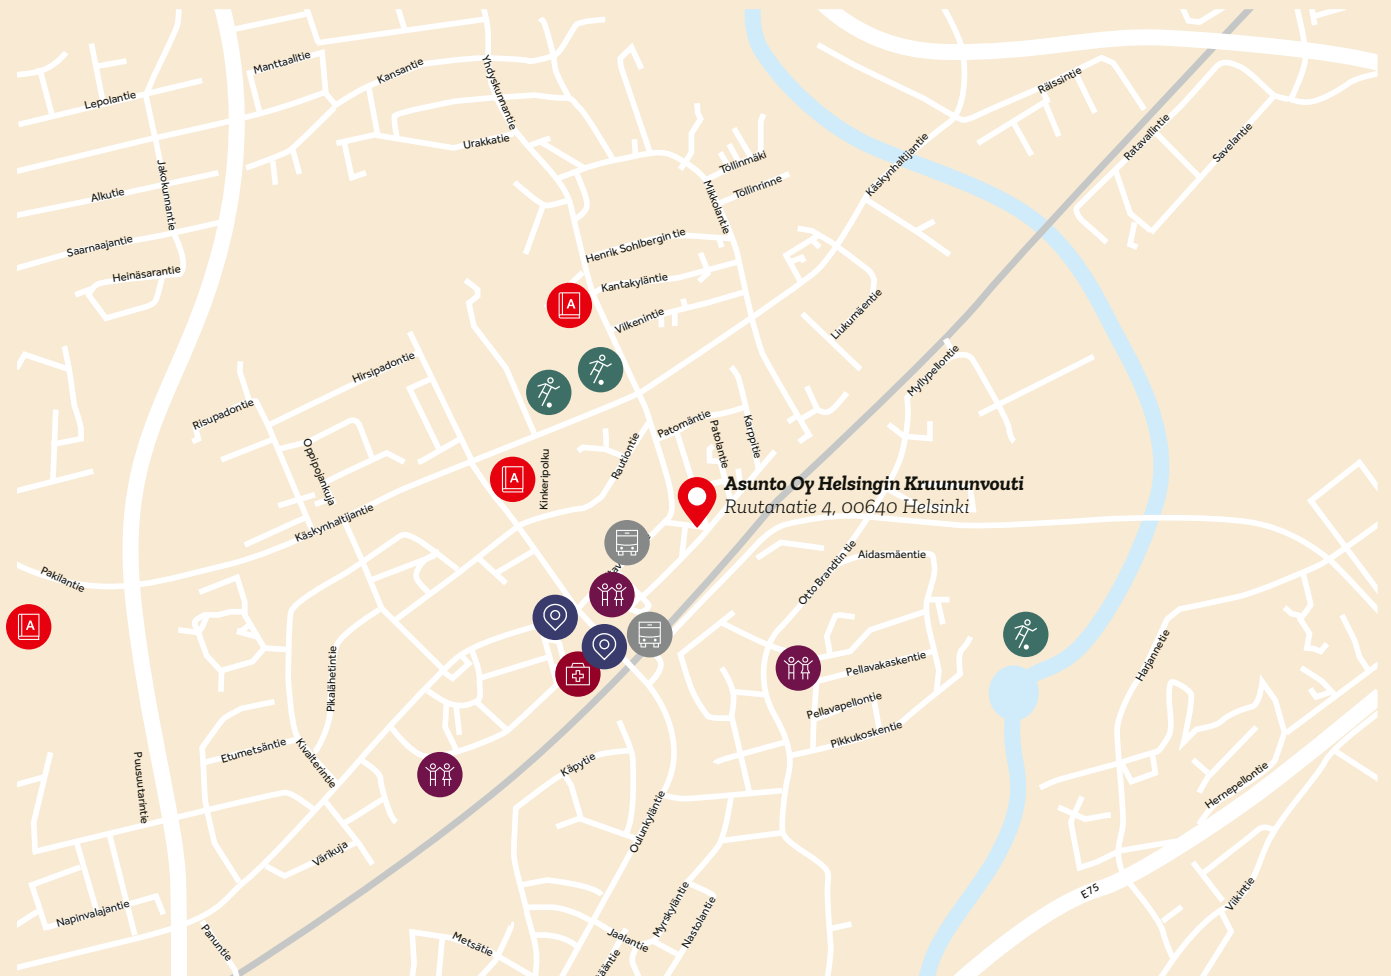 Manttaalitie
Kansantie
Yhdyskunnantie
Lepolantie
Urakkatie
Rälssintie
Ratavallintie
Savelantie
Käskynhaltijantie
Töllinmäki
Töllinrinne
Mikkolantie
Jakokunnantie
Alkutie
Saarnaajantie
Heinäsarantie
Henrik Sohlbergin tie
Kantakyläntie
Vilkenintie
Liukumäentie
Myllypellontie
Hirsipadontie
Risupadontie
Oppipojankuja
Patomäntie
Patolantie
Karppitie
Rautiontie
Kinkeripolku
A
A
A
Asunto Oy Helsingin Kruununvouti
Ruutanatie 4, 00640 Helsinki
Käskynhaltijantie
Pakilantie
Otto Brandtin tie
Aidasmäentie
Pellavakaskentie
Pellavapellontie
Pikkukoskentie
Harjannetie
Pikalähetintie
Etumetsäntie
Kivalterintie
Puusuutarintie
Käpytie
Oulunkyläntie
Hernepellontie
Värikuja
E75
Viikintie
Napinvalajantie
Panuntie
Metsätie
Jaalantie
Myrskyläntie
Nastolantie